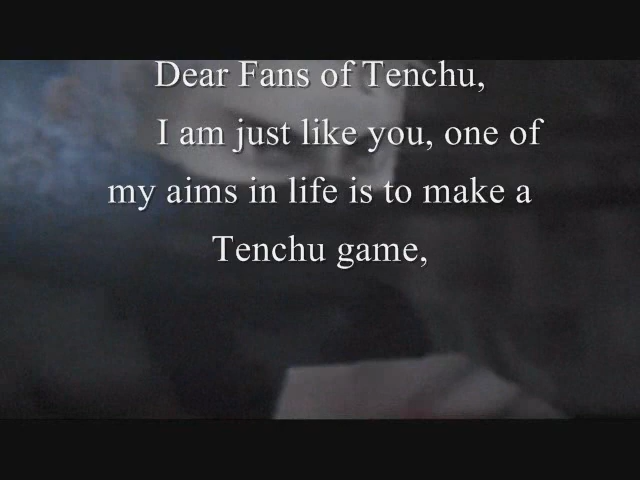 Dear Fans of Tenchu,
I am just like you, one of
my aims in life is to make a
Tenchu game,